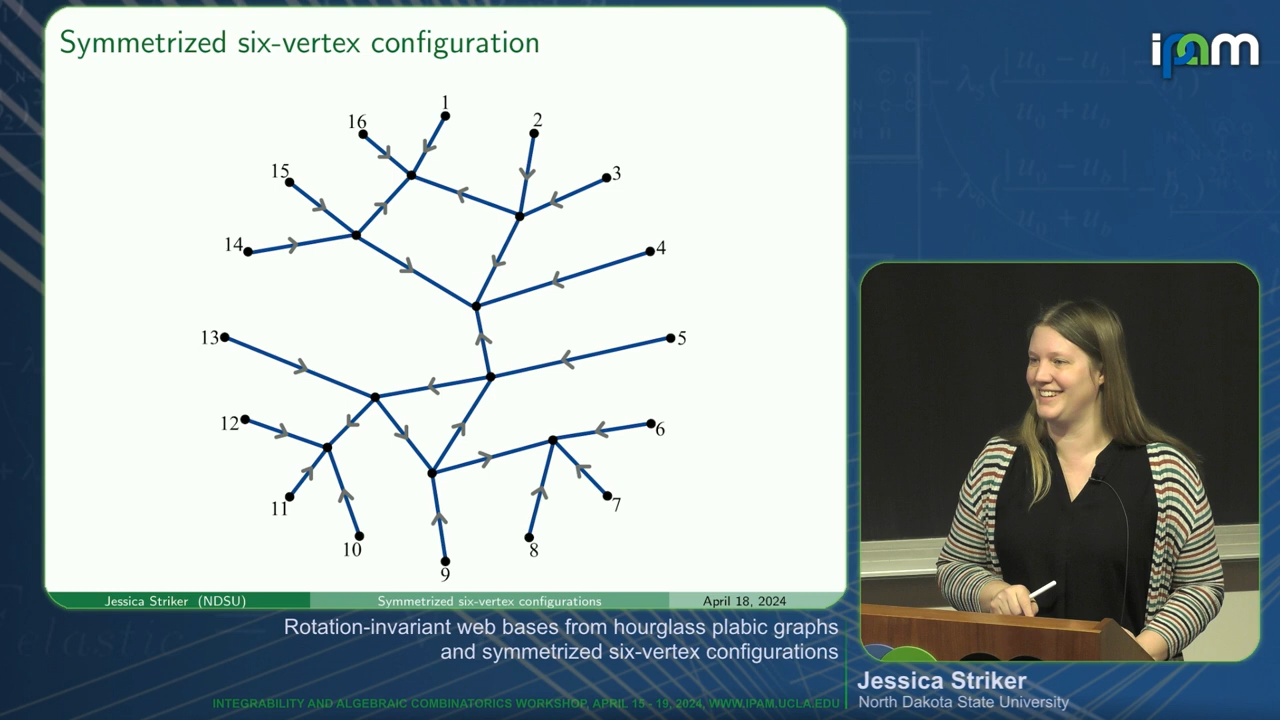 Symmetrized six-vertex configuration
1
16
2
15
3
14
4
13
5
12
6
11
7
10
8
9
Jessica Striker (NDSU)
Symmetrized six-vertex configurations
April 18, 2024
ipam
Rotation-invariant web bases from hourglass plabic graphs
and symmetrized six-vertex configurations
Jessica Striker
North Dakota State University
INTEGRABILITY AND ALGEBRAIC COMBINATORICS WORKSHOP, APRIL 15 - 19, 2024, WWW.IPAM.UCLA.EDU